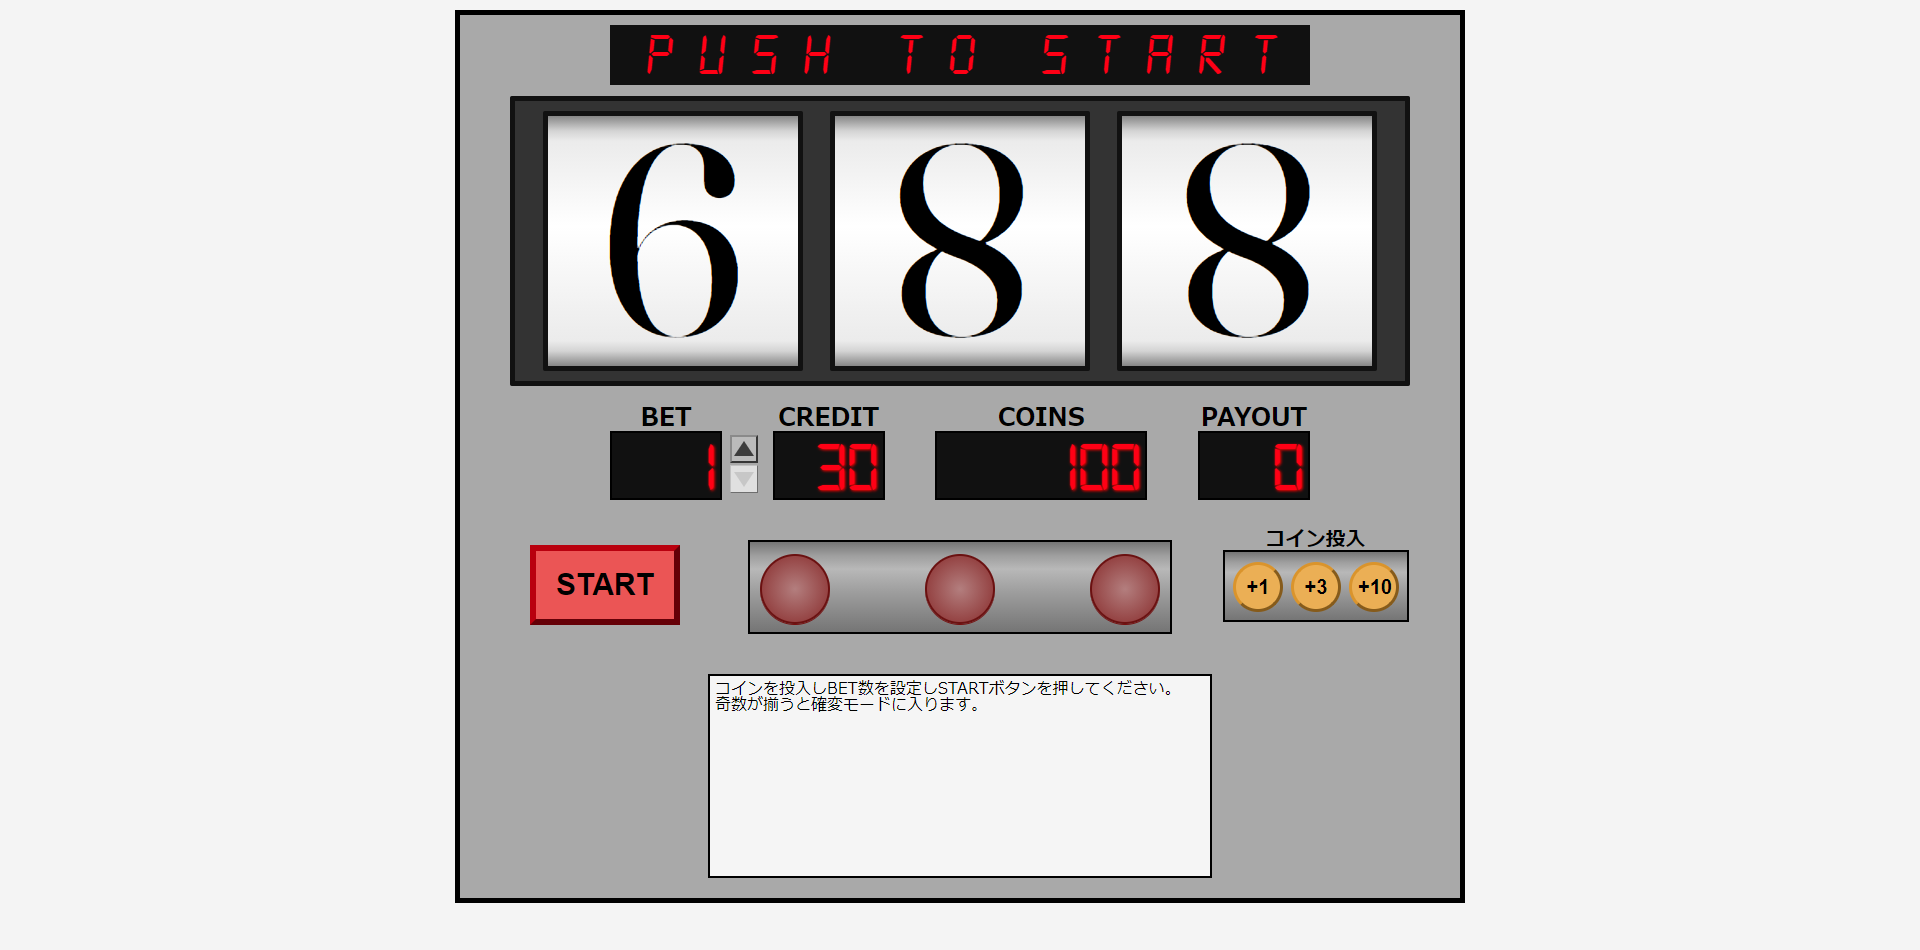 PUSH TO START
6 8 8
BET CREDIT COINS PAYOUT
1 30 100 0
コイン投入
START +1 +3 +10
コインを投入しBET数を設定しSTARTボタンを押してください。
奇数が揃うと確変モードに入ります。